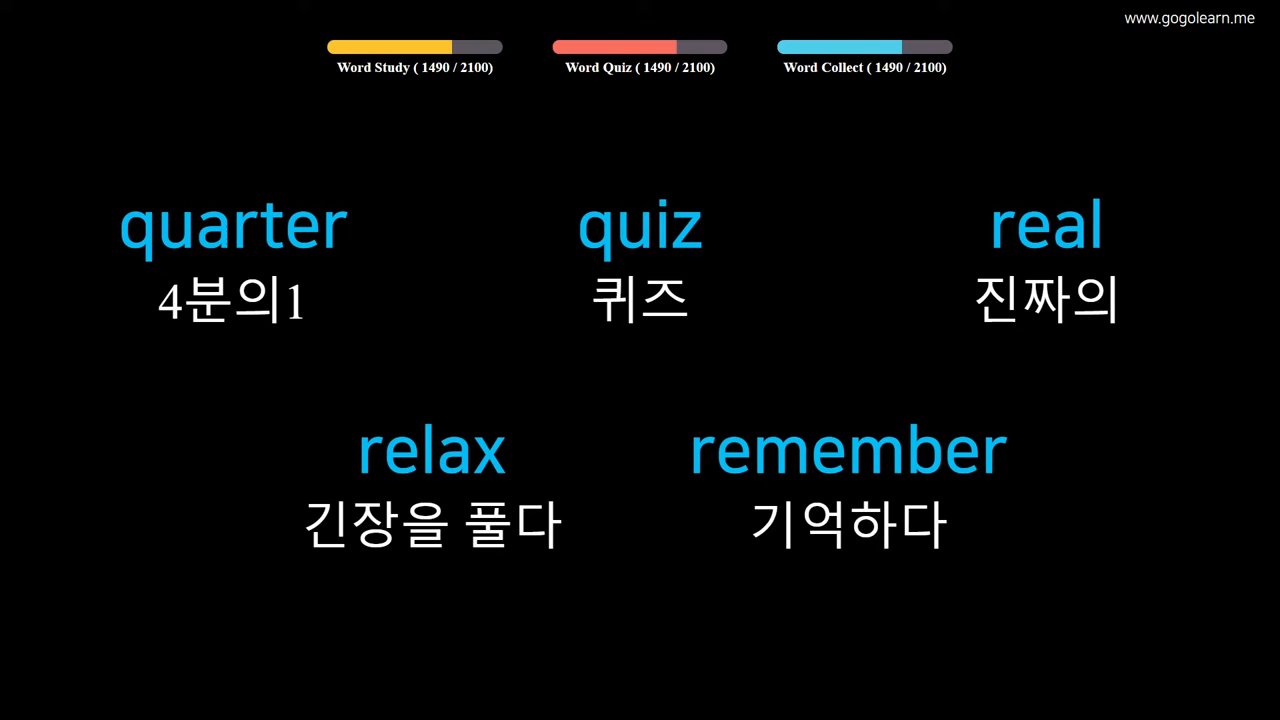 www.gogolearn.me
Word Study ( 1490 / 2100)
Word Quiz ( 1490 / 2100)
Word Collect ( 1490 / 2100)
quarter
4분의1
quiz
퀴즈
real
진짜의
relax
긴장을 풀다
remember
기억하다